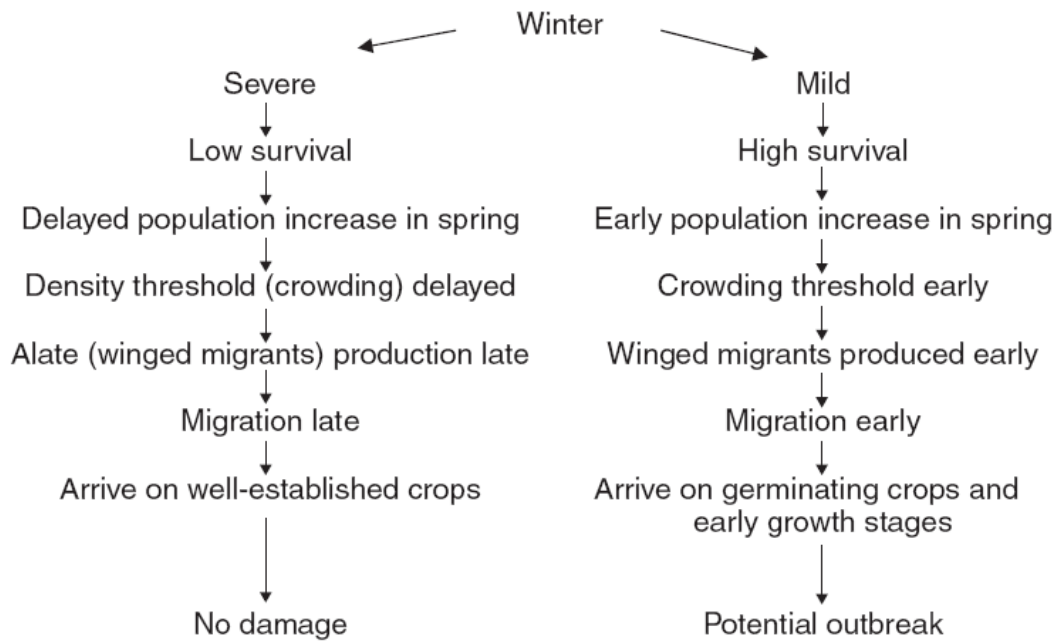 Winter
Severe
Low survival
Delayed population increase in spring
Density threshold (crowding) delayed
Alate (winged migrants) production late
Migration late
Arrive on well-established crops
No damage
Mild
High survival
Early population increase in spring
Crowding threshold early
Winged migrants produced early
Migration early
Arrive on germinating crops and
early growth stages
Potential outbreak